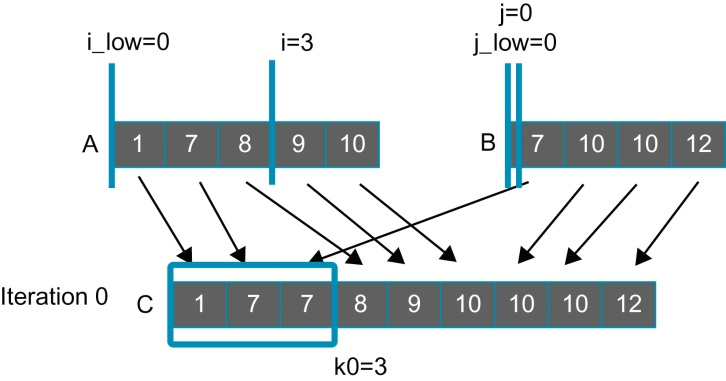 j=0
i_low=0 i=3 j_low=0
A 1 7 8 9 10 B 7 10 10 12
Iteration 0 C 1 7 7 8 9 10 10 10 12
k0=3